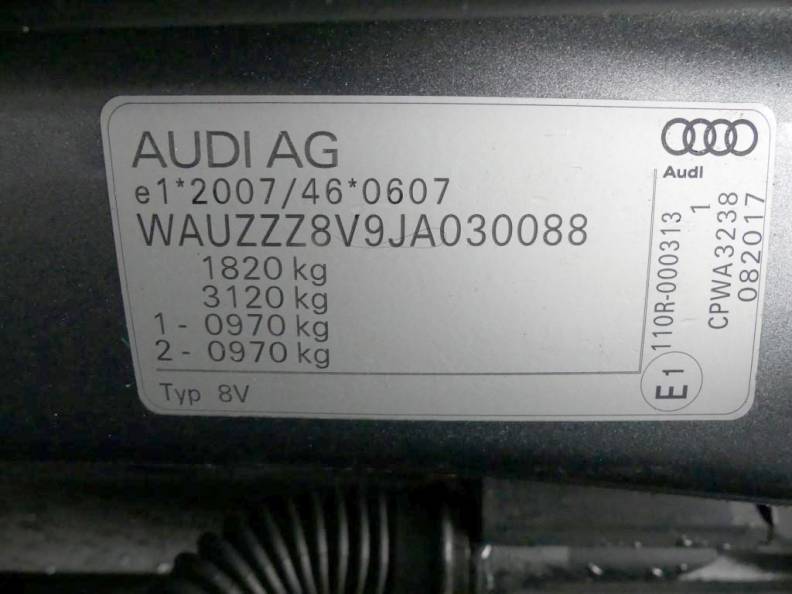 AUDI AG
e1*2007/46*0607
WAUZZZ8V9JA030088
1820 kg
3120 kg
1 - 0970 kg
2 - 0970 kg
Typ 8V
Audi
E1
110R-000313
1
CPWA3238
082017